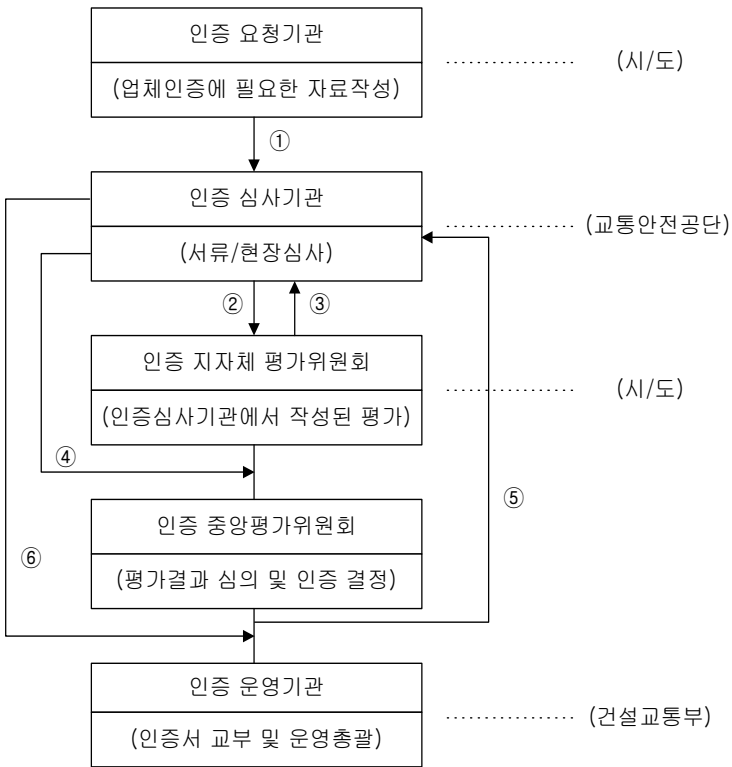 인증 요청기관
(업체인증에 필요한 자료작성)
(시/도)
①
인증 심사기관
(서류/현장심사)
(교통안전공단)
②
③
인증 지자체 평가위원회
(인증심사기관에서 작성된 평가)
(시/도)
④
⑤
인증 중앙평가위원회
(평가결과 심의 및 인증 결정)
⑥
인증 운영기관
(인증서 교부 및 운영총괄)
(건설교통부)